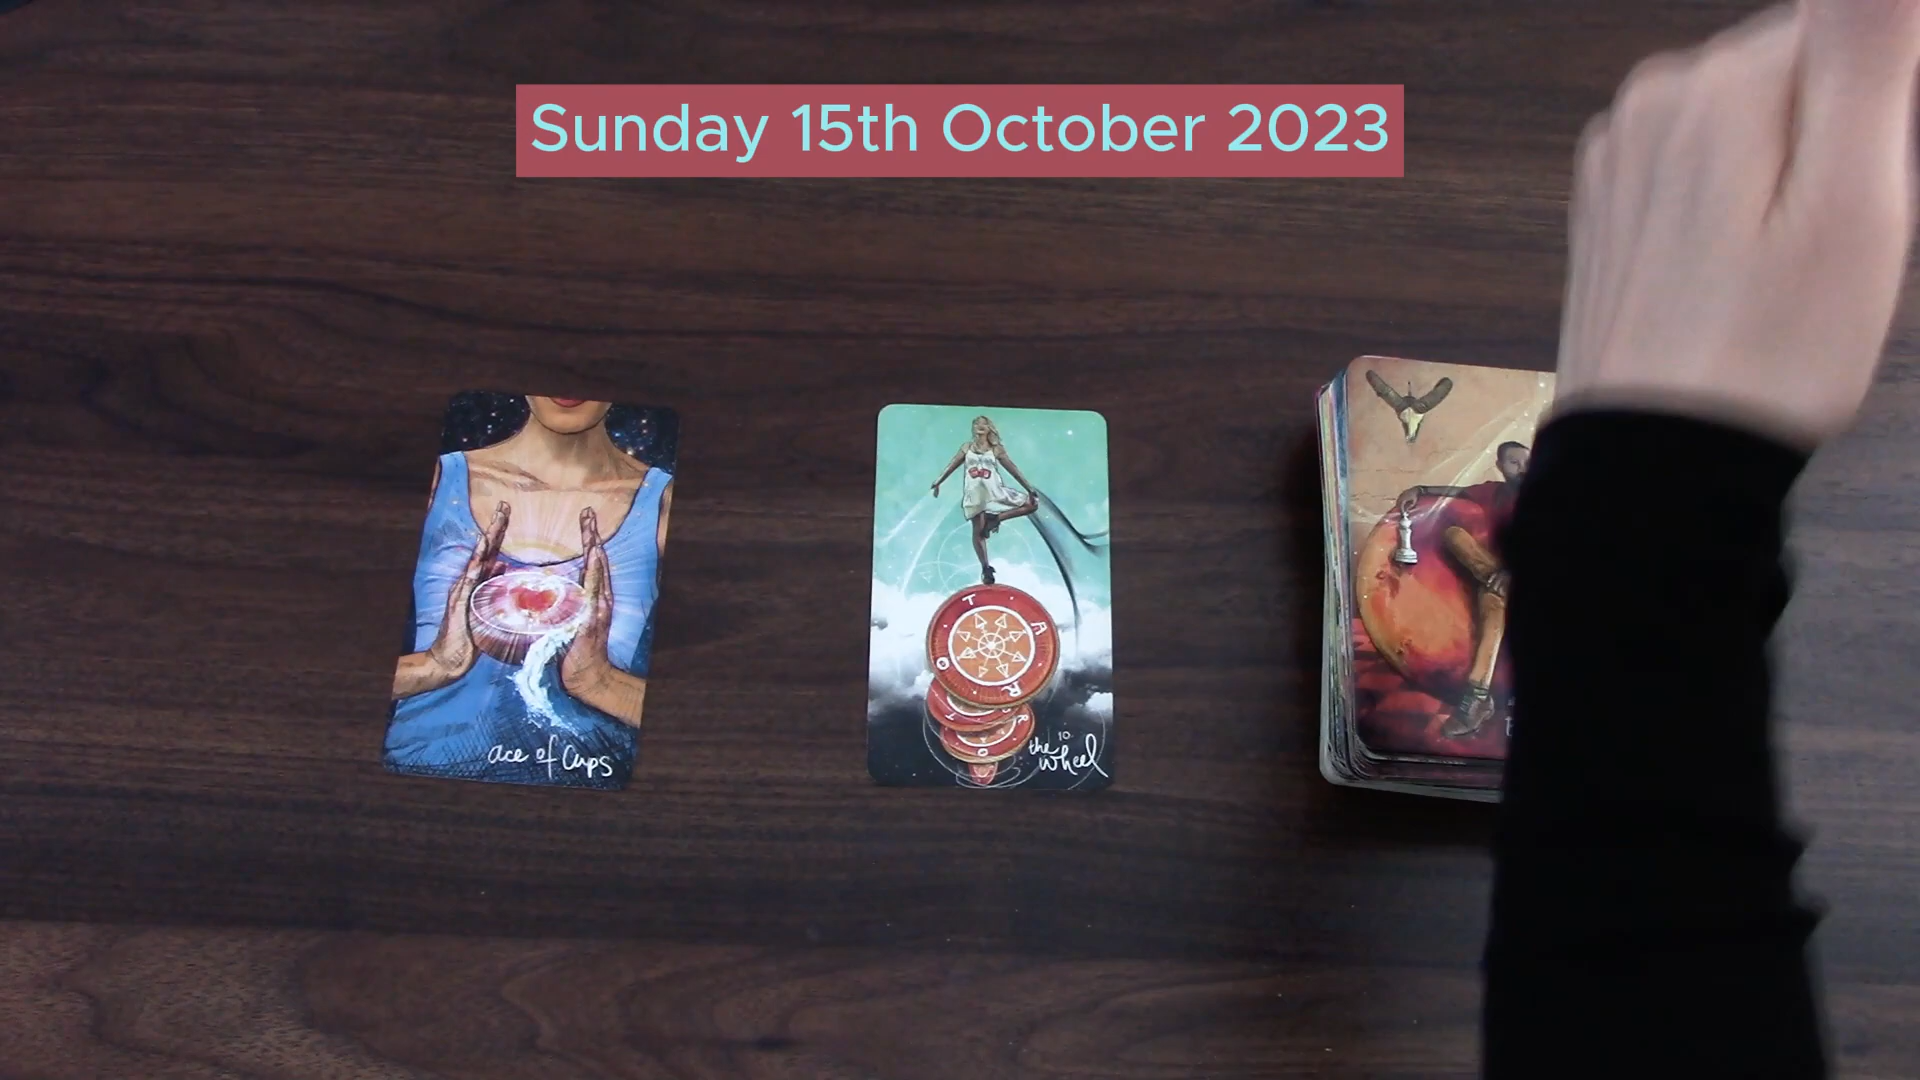 Sunday 15th October 2023
ace of Cups
10
the wheel
T A R O